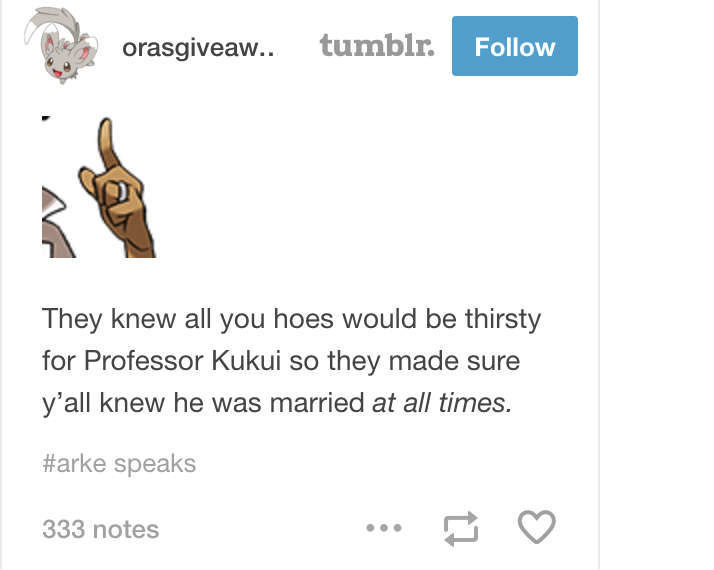 orasgiveaw.. tumblr. Follow
They knew all you hoes would be thirsty
for Professor Kukui so they made sure
y’all knew he was married at all times.
#arke speaks
333 notes